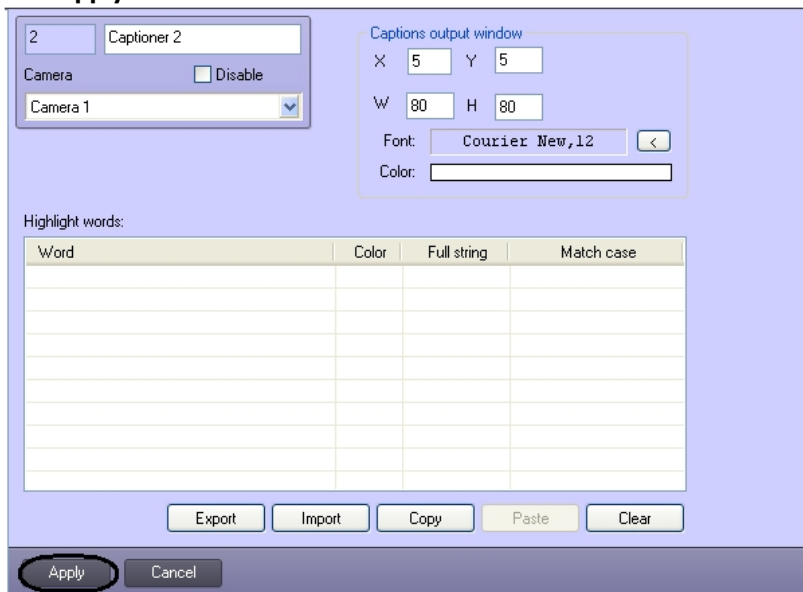 2 Captioner 2
Camera Disable
Camera 1
Captions output window
X 5 Y 5
W 80 H 80
Font: Courier New,12 <
Color:
Highlight words:
Word Color Full string Match case
Export Import Copy Paste Clear
Apply Cancel